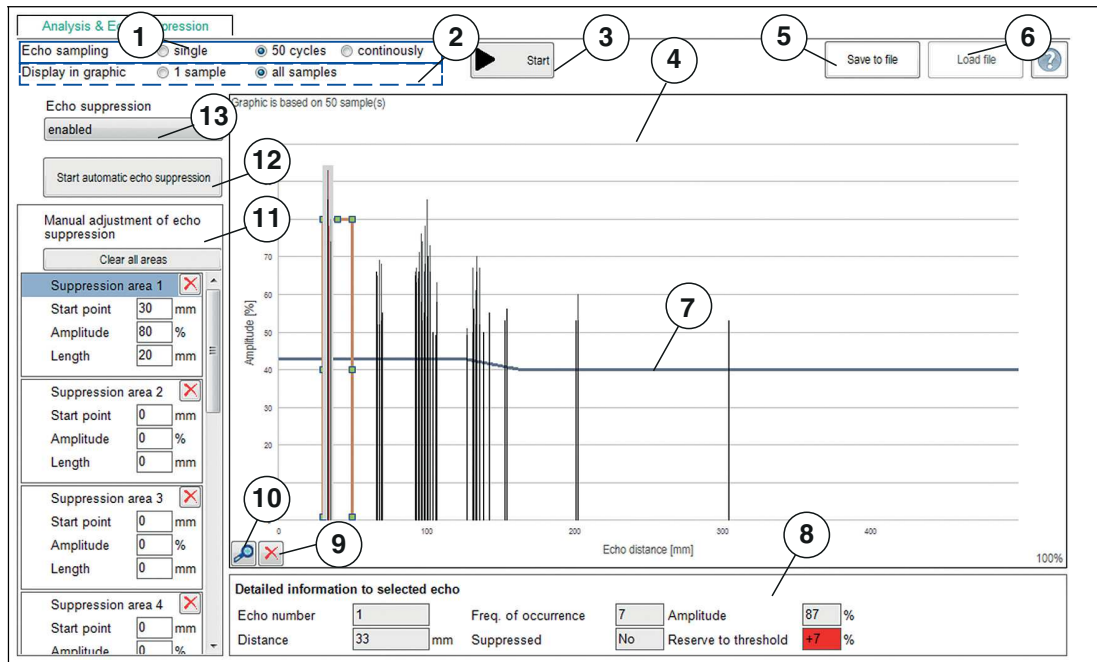 Analysis & Ec pression
1
2
3
4
5
6
Echo sampling single 50 cycles continously
Display in graphic 1 sample all samples
Start
Save to file
Load file
?
Echo suppression
enabled
13
Start automatic echo suppression
12
11
Manual adjustment of echo
suppression
Clear all areas
Suppression area 1
Start point 30 mm
Amplitude 80 %
Length 20 mm
Suppression area 2
Start point 0 mm
Amplitude 0 %
Length 0 mm
Suppression area 3
Start point 0 mm
Amplitude 0 %
Length 0 mm
Suppression area 4
Start point 0 mm
Amplitude 0 %
Graphic is based on 50 sample(s)
Amplitude [%]
70
60
50
40
30
20
7
10
9
0
100
200
300
400
Echo distance [mm]
100%
8
Detailed information to selected echo
Echo number 1 Freq. of occurrence 7 Amplitude 87 %
Distance 33 mm Suppressed No Reserve to threshold +7 %